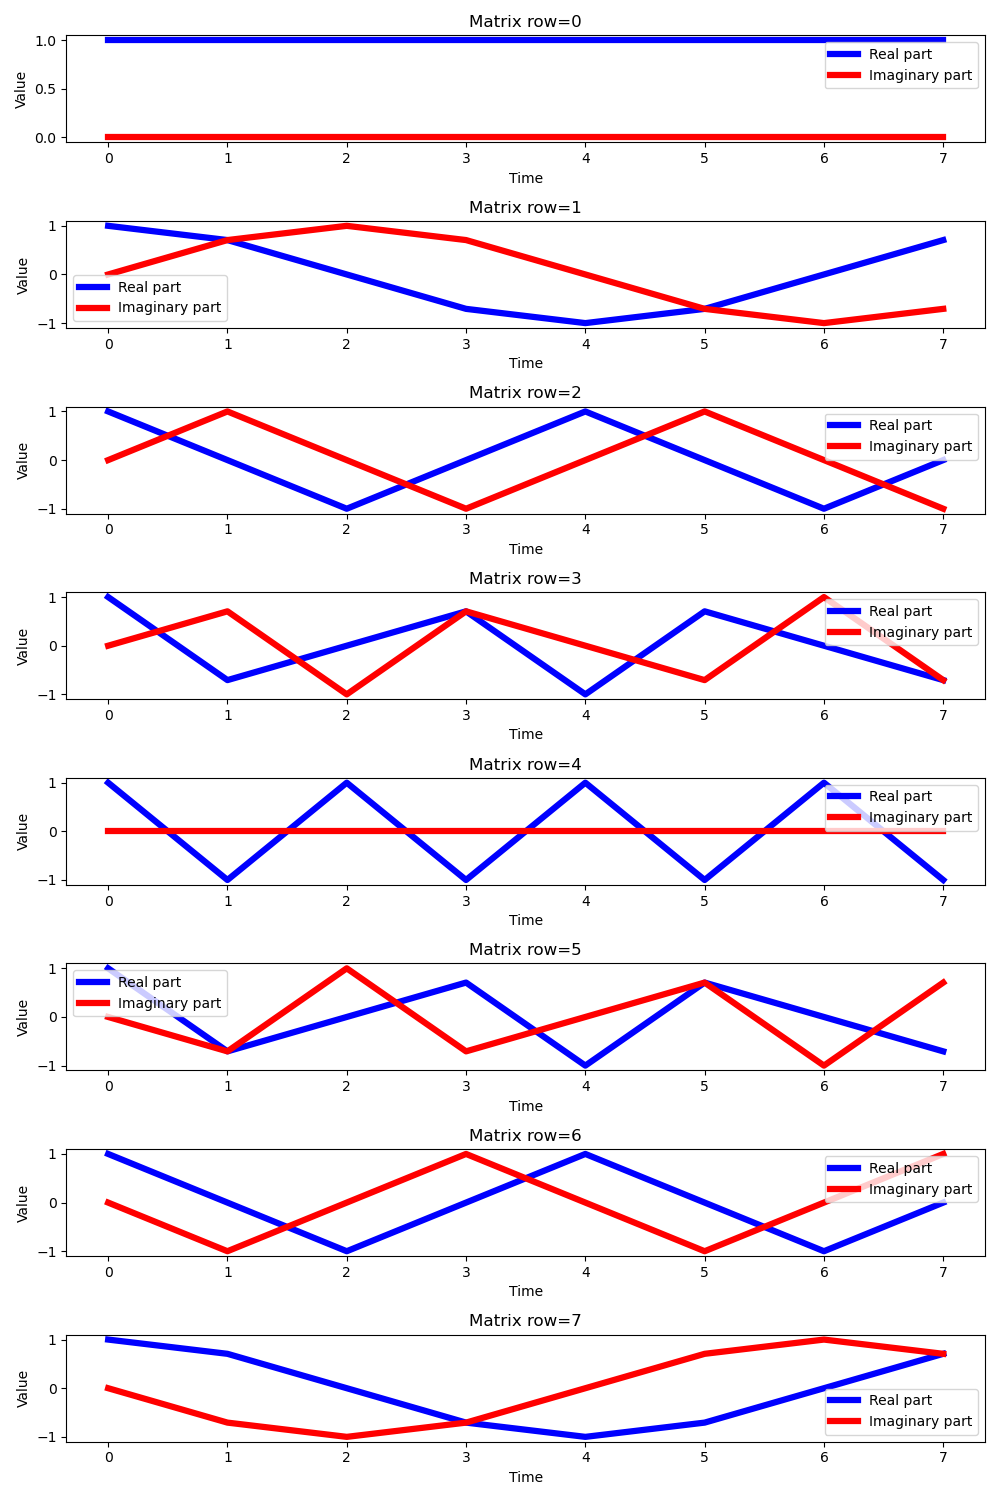 Matrix row=0
1.0
0.5
0.0
Value
Real part
Imaginary part
0 1 2 3 4 5 6 7
Time
Matrix row=1
1
0
−1
Value
Real part
Imaginary part
0 1 2 3 4 5 6 7
Time
Matrix row=2
1
0
−1
Value
Real part
Imaginary part
0 1 2 3 4 5 6 7
Time
Matrix row=3
1
0
−1
Value
Real part
Imaginary part
0 1 2 3 4 5 6 7
Time
Matrix row=4
1
0
−1
Value
Real part
Imaginary part
0 1 2 3 4 5 6 7
Time
Matrix row=5
1
0
−1
Value
Real part
Imaginary part
0 1 2 3 4 5 6 7
Time
Matrix row=6
1
0
−1
Value
Real part
Imaginary part
0 1 2 3 4 5 6 7
Time
Matrix row=7
1
0
−1
Value
Real part
Imaginary part
0 1 2 3 4 5 6 7
Time